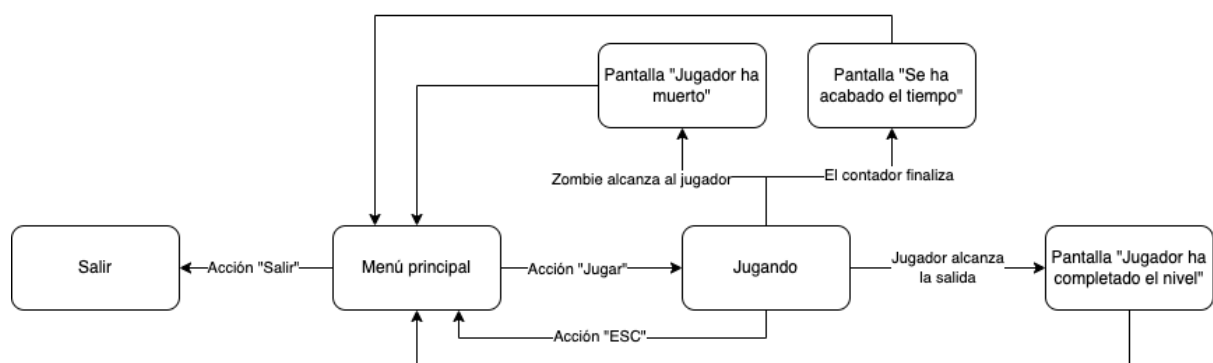 Pantalla "Jugador ha
muerto"
Pantalla "Se ha
acabado el tiempo"
Zombie alcanza al jugador
El contador finaliza
Salir
Acción "Salir"
Menú principal
Acción "Jugar"
Jugando
Jugador alcanza
la salida
Pantalla "Jugador ha
completado el nivel"
Acción "ESC"